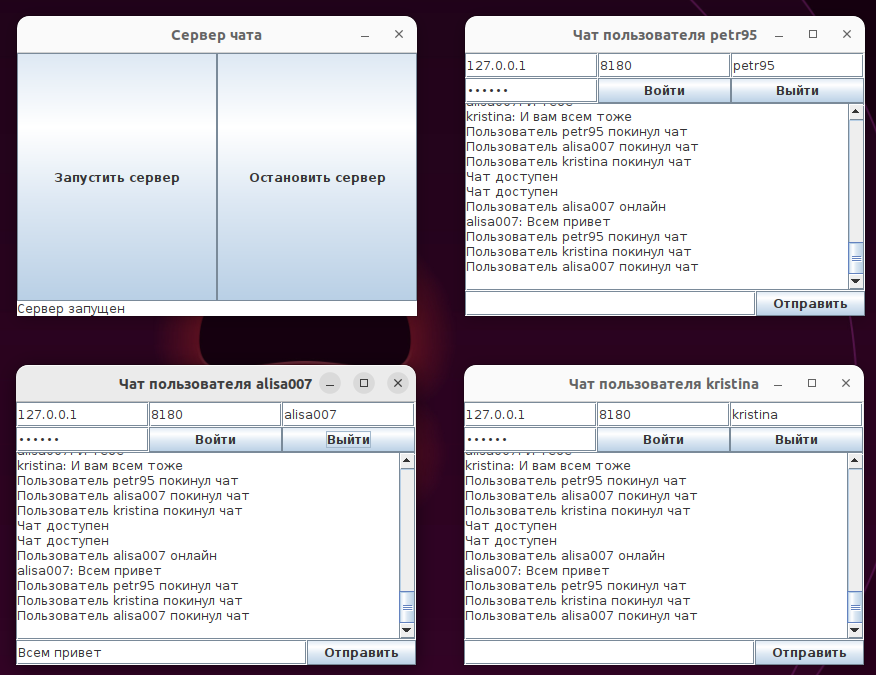 Сервер чата
Запустить сервер
Остановить сервер
Сервер запущен
Чат пользователя petr95
127.0.0.1 8180 petr95
•••••• Войти Выйти
kristina: И вам всем тоже
Пользователь petr95 покинул чат
Пользователь alisa007 покинул чат
Пользователь kristina покинул чат
Чат доступен
Чат доступен
Пользователь alisa007 онлайн
alisa007: Всем привет
Пользователь petr95 покинул чат
Пользователь kristina покинул чат
Пользователь alisa007 покинул чат
Отправить
Чат пользователя alisa007
127.0.0.1 8180 alisa007
•••••• Войти Выйти
kristina: И вам всем тоже
Пользователь petr95 покинул чат
Пользователь alisa007 покинул чат
Пользователь kristina покинул чат
Чат доступен
Чат доступен
Пользователь alisa007 онлайн
alisa007: Всем привет
Пользователь petr95 покинул чат
Пользователь kristina покинул чат
Пользователь alisa007 покинул чат
Всем привет Отправить
Чат пользователя kristina
127.0.0.1 8180 kristina
•••••• Войти Выйти
kristina: И вам всем тоже
Пользователь petr95 покинул чат
Пользователь alisa007 покинул чат
Пользователь kristina покинул чат
Чат доступен
Чат доступен
Пользователь alisa007 онлайн
alisa007: Всем привет
Пользователь petr95 покинул чат
Пользователь kristina покинул чат
Пользователь alisa007 покинул чат
Отправить